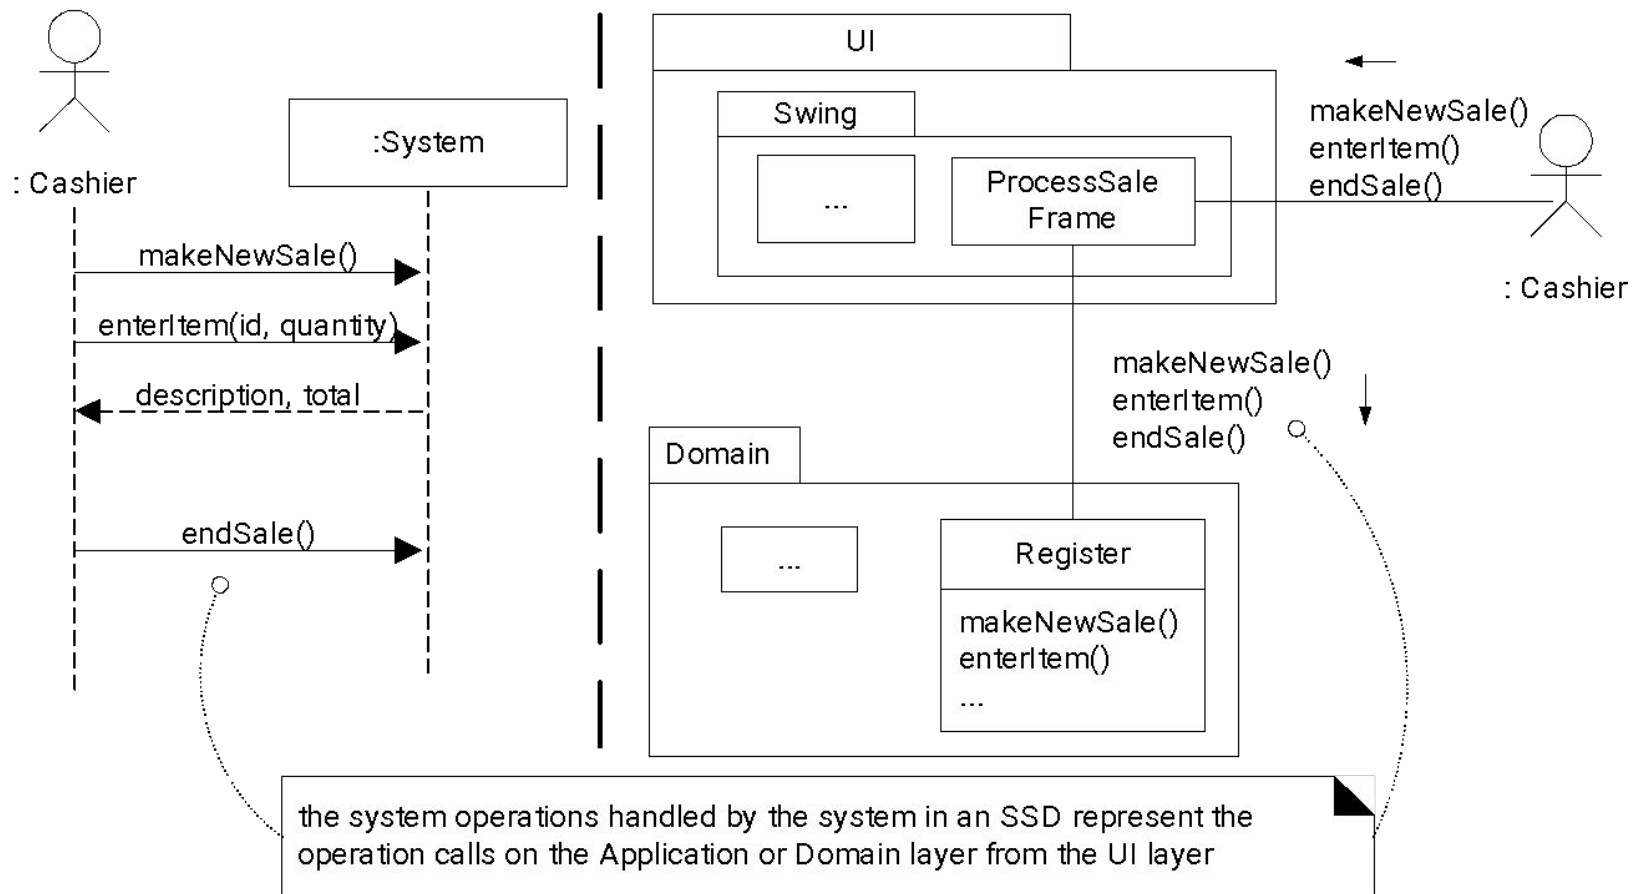 : Cashier
:System
makeNewSale()
enterItem(id, quantity)
description, total
endSale()
UI
Swing
...
ProcessSale
Frame
makeNewSale()
enterItem()
endSale()
: Cashier
makeNewSale()
enterItem()
endSale()
Domain
...
Register
makeNewSale()
enterItem()
...
the system operations handled by the system in an SSD represent the
operation calls on the Application or Domain layer from the UI layer